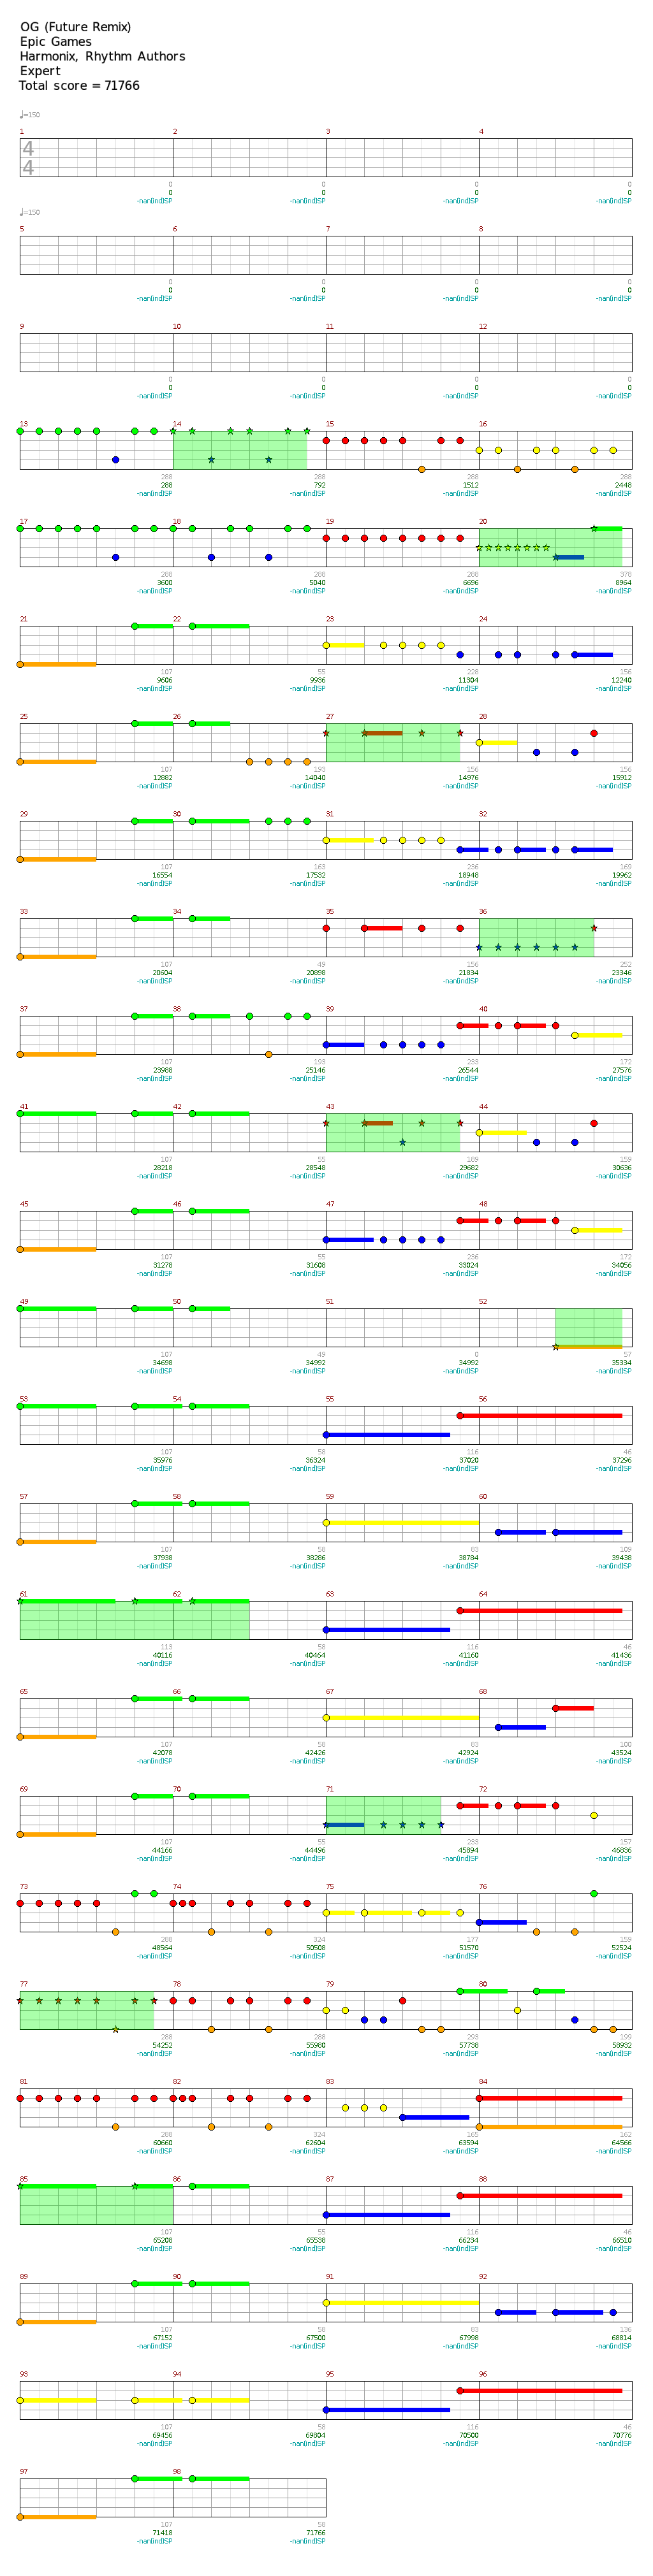 OG (Future Remix)
Epic Games
Harmonix, Rhythm Authors
Expert
Total score = 71766
♩=150
1 2 3 4
4
4
0 0 0 0
0 0 0 0
-nan(ind)SP -nan(ind)SP -nan(ind)SP -nan(ind)SP
♩=150
5 6 7 8
0 0 0 0
0 0 0 0
-nan(ind)SP -nan(ind)SP -nan(ind)SP -nan(ind)SP
9 10 11 12
0 0 0 0
0 0 0 0
-nan(ind)SP -nan(ind)SP -nan(ind)SP -nan(ind)SP
13 14 15 16
288 288 288 288
288 792 1512 2448
-nan(ind)SP -nan(ind)SP -nan(ind)SP -nan(ind)SP
17 18 19 20
288 288 288 378
3600 5040 6696 8964
-nan(ind)SP -nan(ind)SP -nan(ind)SP -nan(ind)SP
21 22 23 24
107 55 228 156
9606 9936 11304 12240
-nan(ind)SP -nan(ind)SP -nan(ind)SP -nan(ind)SP
25 26 27 28
107 193 156 156
12882 14040 14976 15912
-nan(ind)SP -nan(ind)SP -nan(ind)SP -nan(ind)SP
29 30 31 32
107 163 236 169
16554 17532 18948 19962
-nan(ind)SP -nan(ind)SP -nan(ind)SP -nan(ind)SP
33 34 35 36
107 49 156 252
20604 20898 21834 23346
-nan(ind)SP -nan(ind)SP -nan(ind)SP -nan(ind)SP
37 38 39 40
107 193 233 172
23988 25146 26544 27576
-nan(ind)SP -nan(ind)SP -nan(ind)SP -nan(ind)SP
41 42 43 44
107 55 189 159
28218 28548 29682 30636
-nan(ind)SP -nan(ind)SP -nan(ind)SP -nan(ind)SP
45 46 47 48
107 55 236 172
31278 31608 33024 34056
-nan(ind)SP -nan(ind)SP -nan(ind)SP -nan(ind)SP
49 50 51 52
107 49 0 57
34698 34992 34992 35334
-nan(ind)SP -nan(ind)SP -nan(ind)SP -nan(ind)SP
53 54 55 56
107 58 116 46
35976 36324 37020 37296
-nan(ind)SP -nan(ind)SP -nan(ind)SP -nan(ind)SP
57 58 59 60
107 58 83 109
37938 38286 38784 39438
-nan(ind)SP -nan(ind)SP -nan(ind)SP -nan(ind)SP
61 62 63 64
113 58 116 46
40116 40464 41160 41436
-nan(ind)SP -nan(ind)SP -nan(ind)SP -nan(ind)SP
65 66 67 68
107 58 83 100
42078 42426 42924 43524
-nan(ind)SP -nan(ind)SP -nan(ind)SP -nan(ind)SP
69 70 71 72
107 55 233 157
44166 44496 45894 46836
-nan(ind)SP -nan(ind)SP -nan(ind)SP -nan(ind)SP
73 74 75 76
288 324 177 159
48564 50508 51570 52524
-nan(ind)SP -nan(ind)SP -nan(ind)SP -nan(ind)SP
77 78 79 80
288 288 293 199
54252 55980 57738 58932
-nan(ind)SP -nan(ind)SP -nan(ind)SP -nan(ind)SP
81 82 83 84
288 324 165 162
60660 62604 63594 64566
-nan(ind)SP -nan(ind)SP -nan(ind)SP -nan(ind)SP
85 86 87 88
107 55 116 46
65208 65538 66234 66510
-nan(ind)SP -nan(ind)SP -nan(ind)SP -nan(ind)SP
89 90 91 92
107 58 83 136
67152 67500 67998 68814
-nan(ind)SP -nan(ind)SP -nan(ind)SP -nan(ind)SP
93 94 95 96
107 58 116 46
69456 69804 70500 70776
-nan(ind)SP -nan(ind)SP -nan(ind)SP -nan(ind)SP
97 98
107 58
71418 71766
-nan(ind)SP -nan(ind)SP